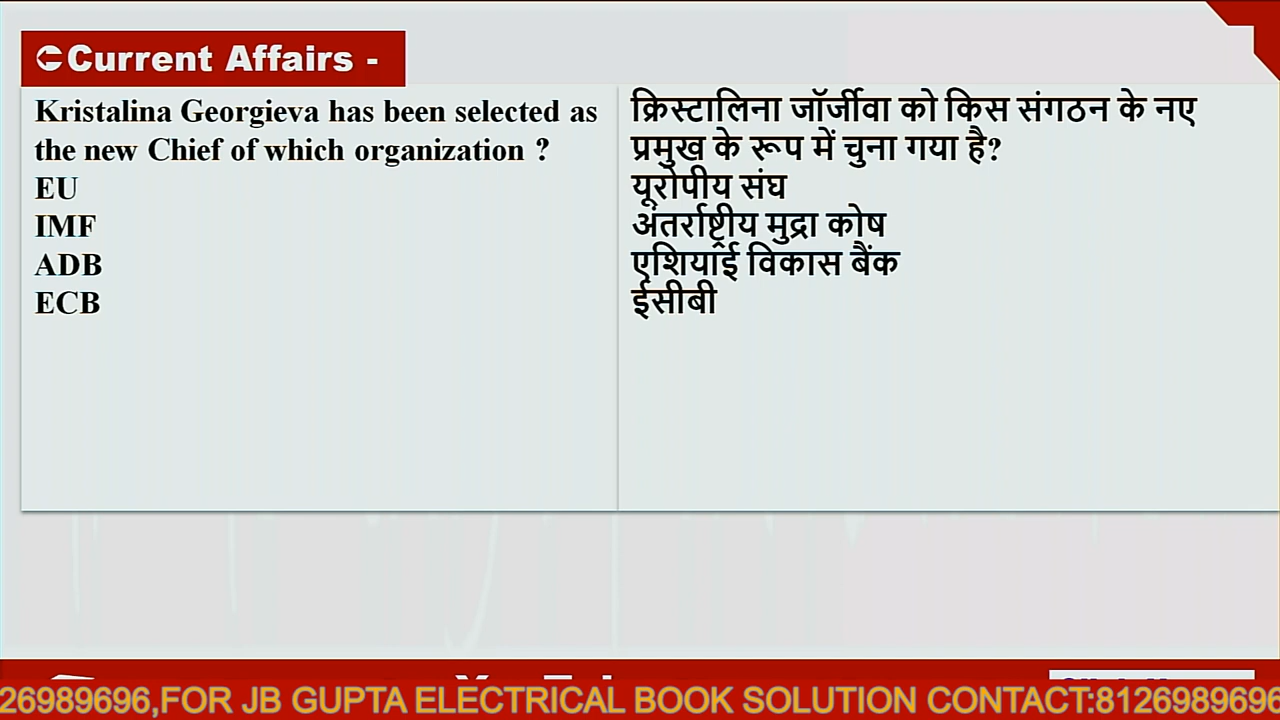 Current Affairs -
Kristalina Georgieva has been selected as
the new Chief of which organization ?
EU
IMF
ADB
ECB
क्रिस्टालिना जॉर्जीवा को किस संगठन के नए
प्रमुख के रूप में चुना गया है?
यूरोपीय संघ
अंतर्राष्ट्रीय मुद्रा कोष
एशियाई विकास बैंक
ईसीबी
26989696,FOR JB GUPTA ELECTRICAL BOOK SOLUTION CONTACT:8126989696